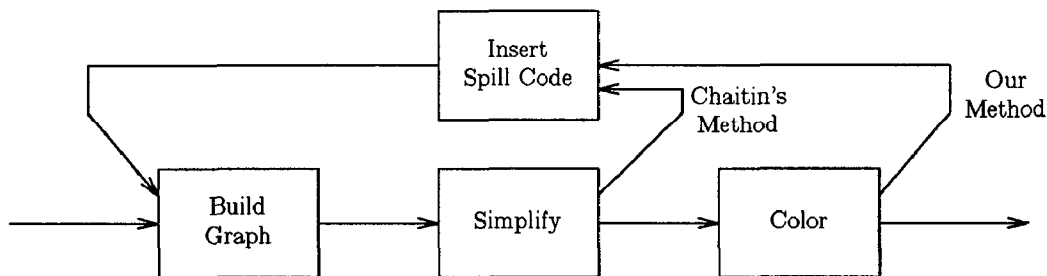 Insert
Spill Code
Chaitin's
Method
Our
Method
Build
Graph
Simplify
Color